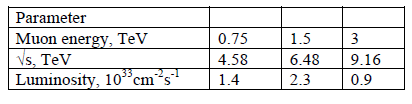 Parameter
Muon energy, TeV 0.75 1.5 3
√s, TeV 4.58 6.48 9.16
Luminosity, 10³³cm⁻²s⁻¹ 1.4 2.3 0.9